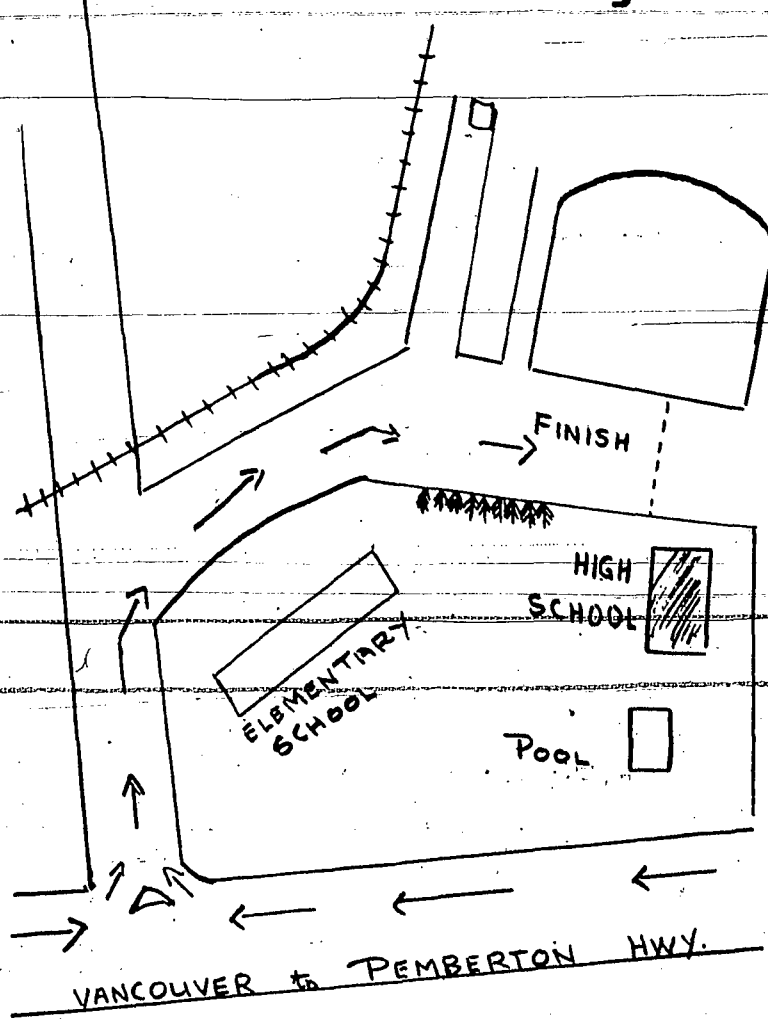 FINISH
HIGH
SCHOOL
ELEMENTARY
SCHOOL
POOL
VANCOUVER to PEMBERTON HWY.